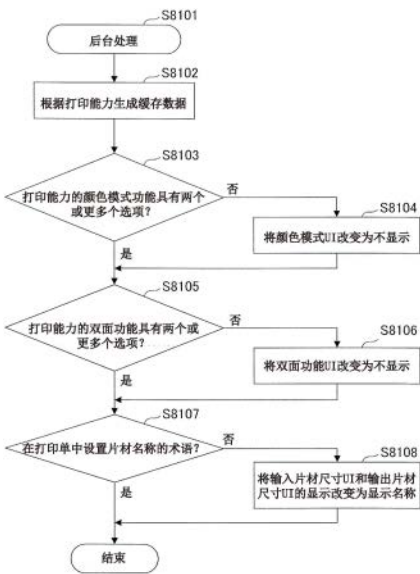 S8101
后台处理
S8102
根据打印能力生成缓存数据
S8103
打印能力的颜色模式功能具有两个
或更多个选项？
否
S8104
将颜色模式UI改变为不显示
是
S8105
打印能力的双面功能具有两个或
更多个选项？
否
S8106
将双面功能UI改变为不显示
是
S8107
在打印单中设置片材名称的术语？
否
S8108
将输入片材尺寸UI和输出片材
尺寸UI的显示改变为显示名称
是
结束